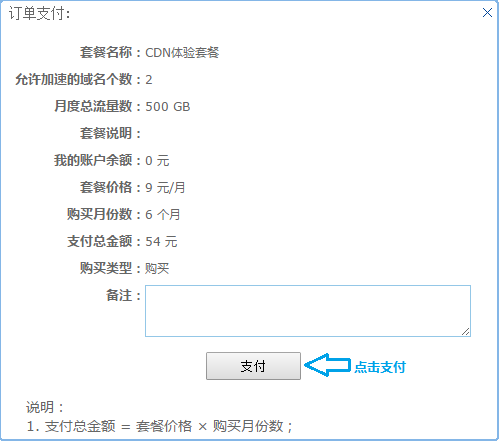 订单支付:
套餐名称：CDN体验套餐
允许加速的域名个数：2
月度总流量数：500 GB
套餐说明：
我的账户余额：0 元
套餐价格：9 元/月
购买月份数：6 个月
支付总金额：54 元
购买类型：购买
备注：
支付 点击支付
说明：
1. 支付总金额 = 套餐价格 × 购买月份数；